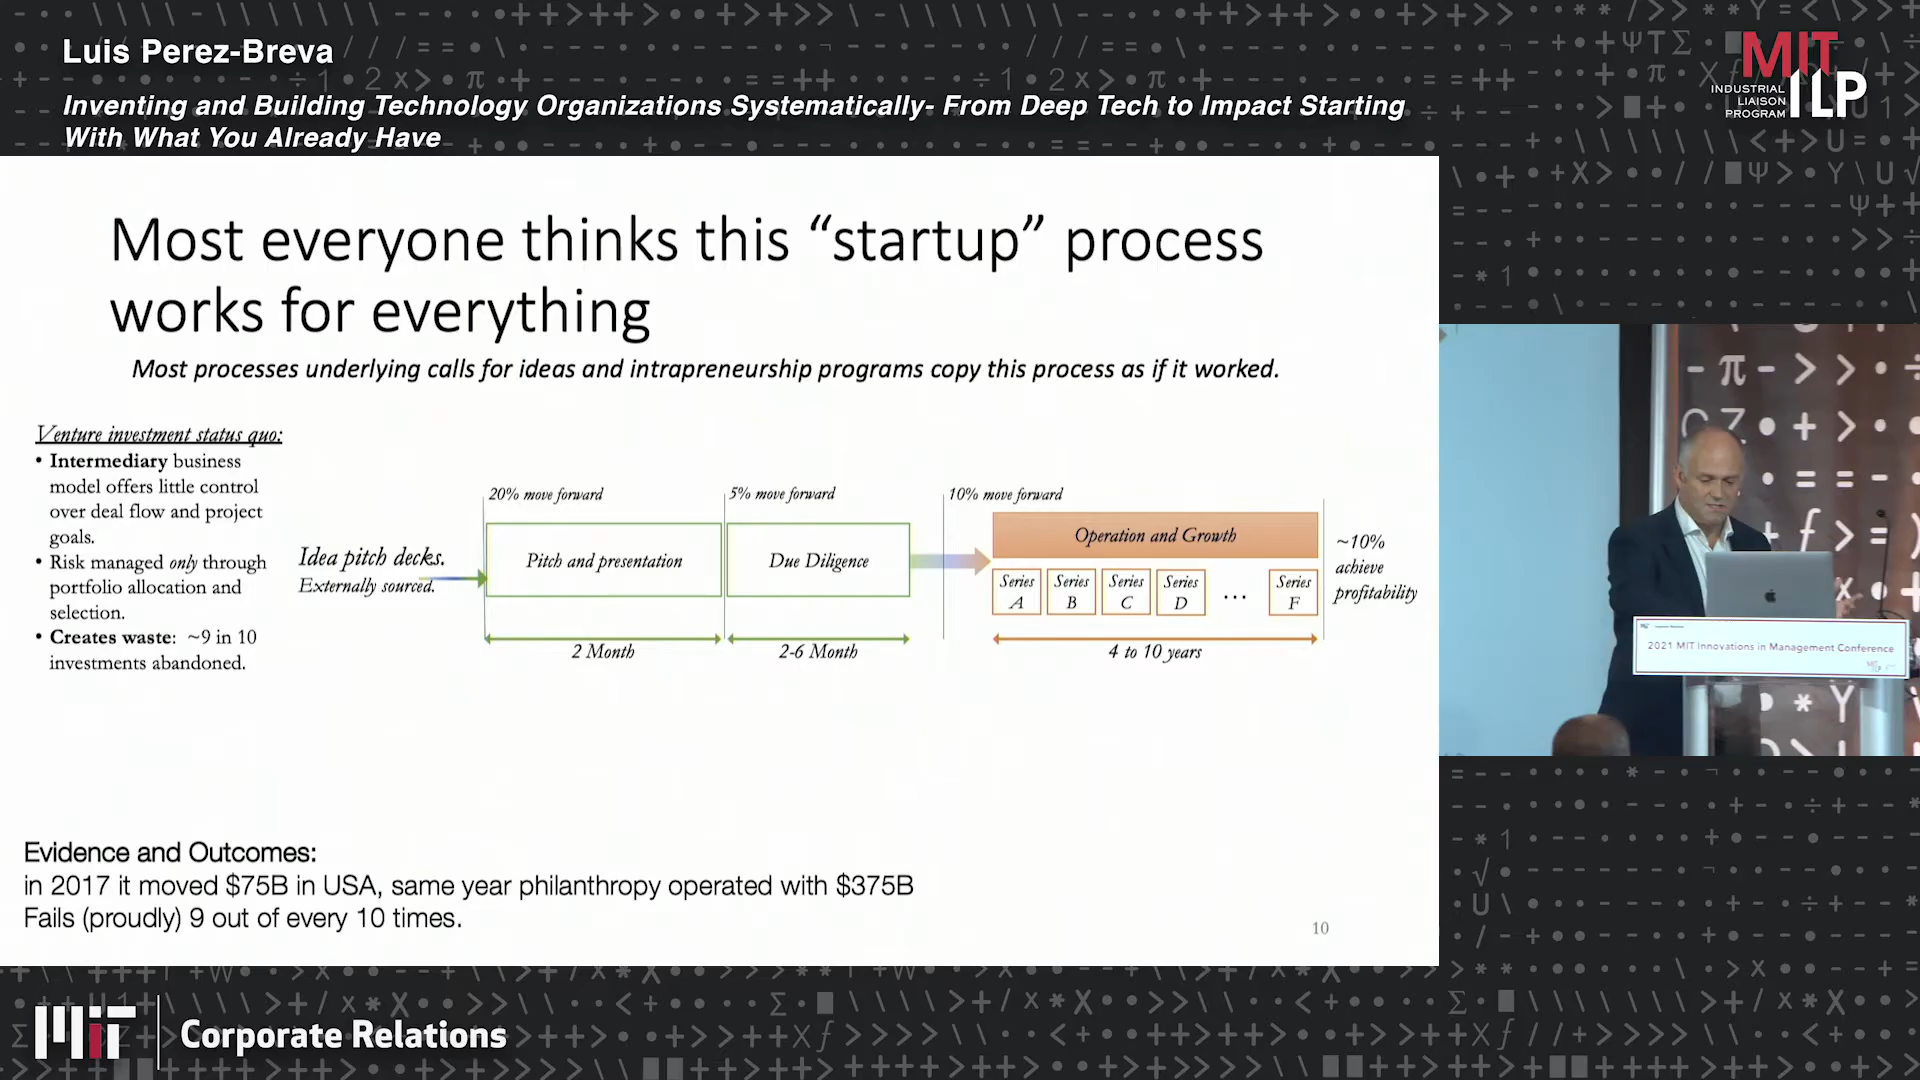 Luis Perez-Breva
Inventing and Building Technology Organizations Systematically- From Deep Tech to Impact Starting
With What You Already Have
MIT
ILP
INDUSTRIAL
LIAISON
PROGRAM
Most everyone thinks this “startup” process
works for everything
Most processes underlying calls for ideas and intrapreneurship programs copy this process as if it worked.
Venture investment status quo:
• Intermediary business
model offers little control
over deal flow and project
goals.
• Risk managed only through
portfolio allocation and
selection.
• Creates waste: ~9 in 10
investments abandoned.
Idea pitch decks.
Externally sourced.
20% move forward
Pitch and presentation
2 Month
5% move forward
Due Diligence
2-6 Month
10% move forward
Operation and Growth
Series
A
Series
B
Series
C
Series
D
...
Series
F
4 to 10 years
~10%
achieve
profitability
Evidence and Outcomes:
in 2017 it moved $75B in USA, same year philanthropy operated with $375B
Fails (proudly) 9 out of every 10 times.
10
2021 MIT Innovations in Management Conference
MIT
ILP
MIT
Corporate Relations